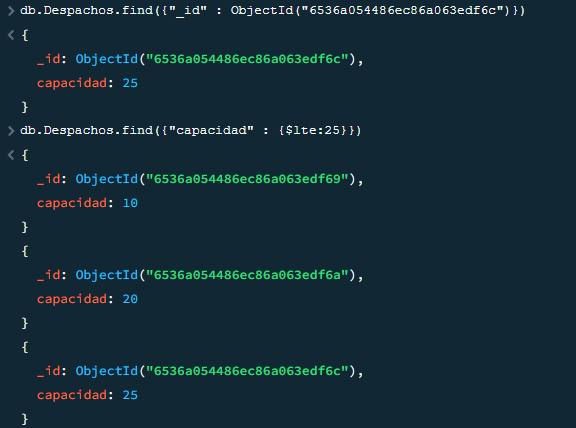 > db.Despachos.find({"_id" : ObjectId("6536a054486ec86a063edf6c")})
< {
_id: ObjectId("6536a054486ec86a063edf6c"),
capacidad: 25
}
> db.Despachos.find({"capacidad" : {$lte:25}})
< {
_id: ObjectId("6536a054486ec86a063edf69"),
capacidad: 10
}
{
_id: ObjectId("6536a054486ec86a063edf6a"),
capacidad: 20
}
{
_id: ObjectId("6536a054486ec86a063edf6c"),
capacidad: 25
}